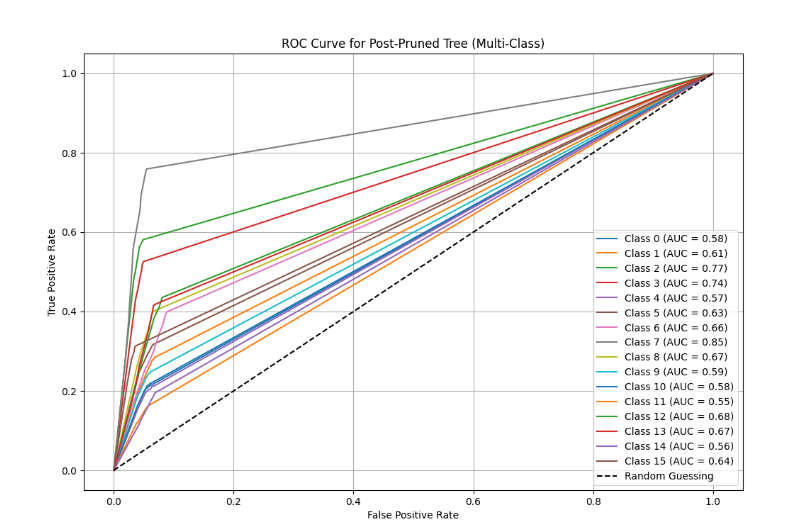 ROC Curve for Post-Pruned Tree (Multi-Class)
True Positive Rate
1.0
0.8
0.6
0.4
0.2
0.0
Class 0 (AUC = 0.58)
Class 1 (AUC = 0.61)
Class 2 (AUC = 0.77)
Class 3 (AUC = 0.74)
Class 4 (AUC = 0.57)
Class 5 (AUC = 0.63)
Class 6 (AUC = 0.66)
Class 7 (AUC = 0.85)
Class 8 (AUC = 0.67)
Class 9 (AUC = 0.59)
Class 10 (AUC = 0.58)
Class 11 (AUC = 0.55)
Class 12 (AUC = 0.68)
Class 13 (AUC = 0.67)
Class 14 (AUC = 0.56)
Class 15 (AUC = 0.64)
Random Guessing
0.0 0.2 0.4 0.6 0.8 1.0
False Positive Rate